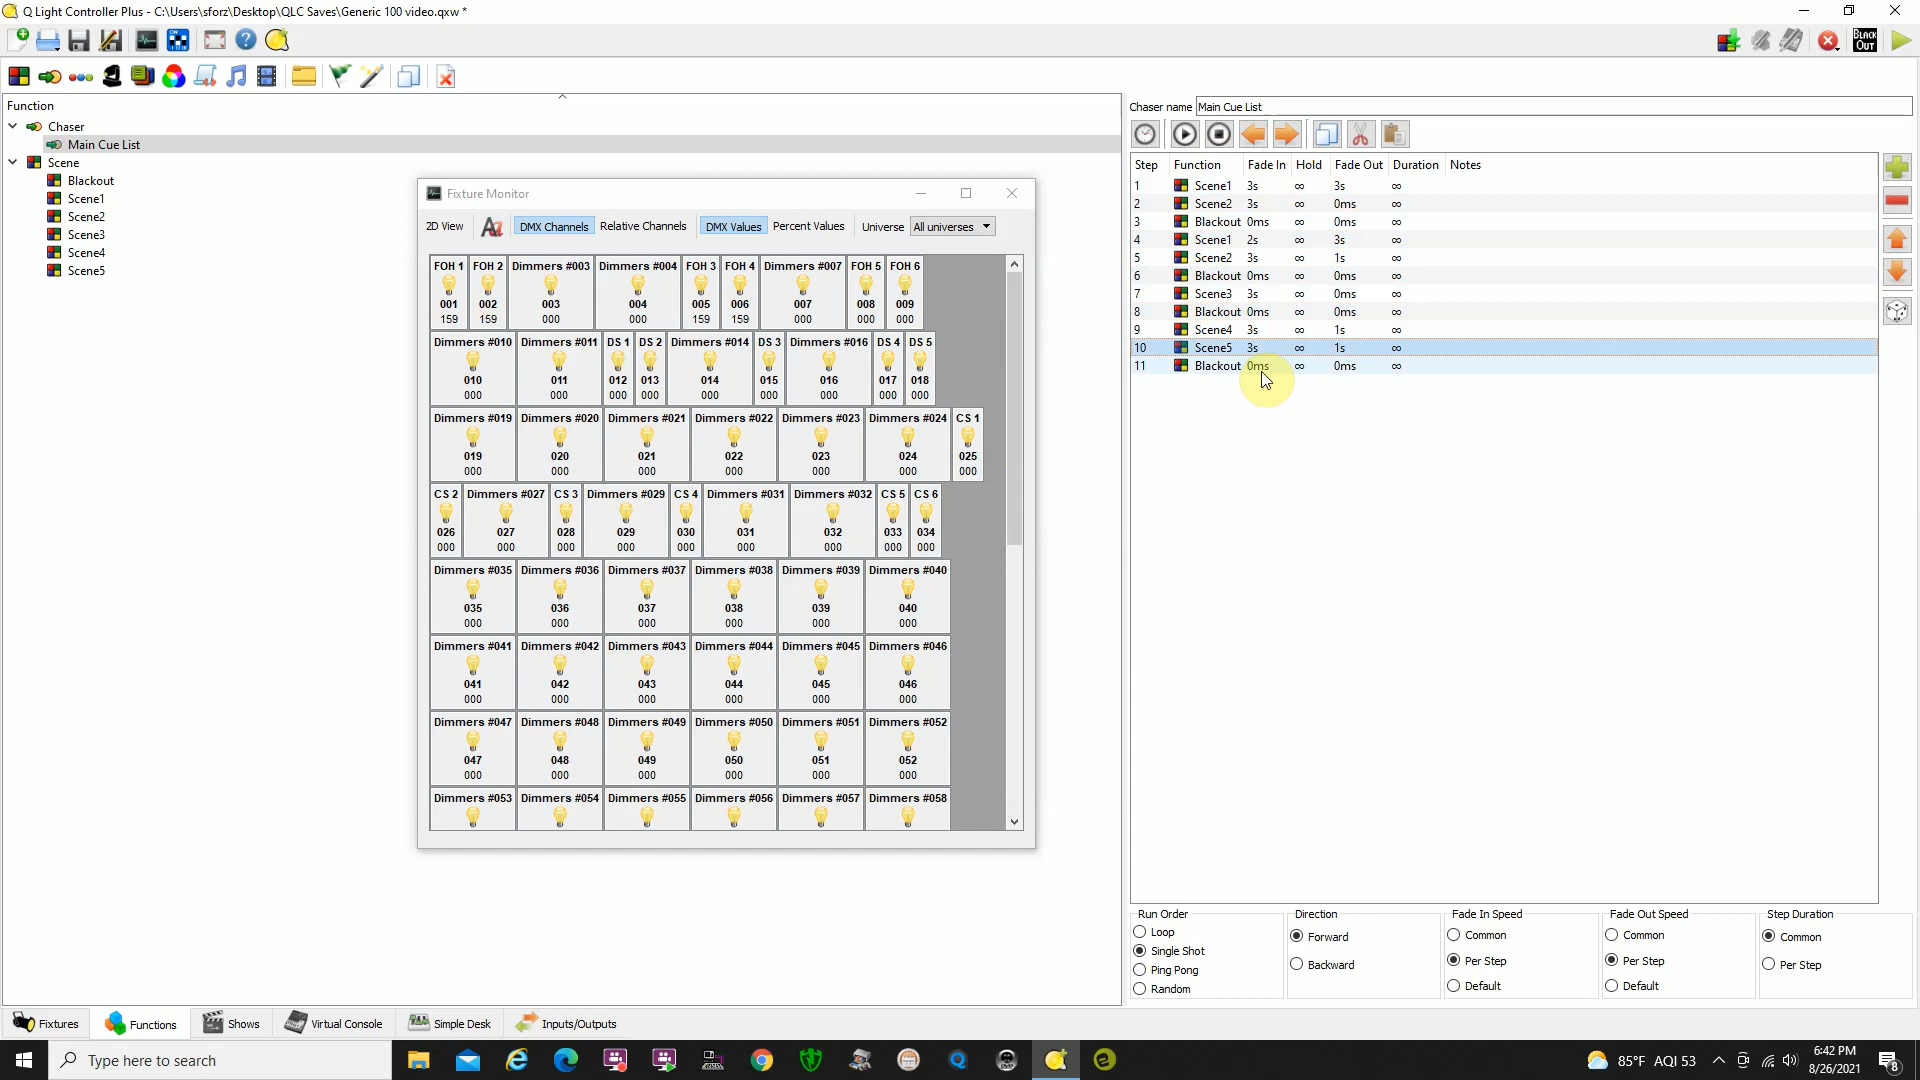 Q Light Controller Plus - C:\Users\sforz\Desktop\QLC Saves\Generic 100 video.qxw *
BLACK OUT
Function
Chaser
Main Cue List
Scene
Blackout
Scene1
Scene2
Scene3
Scene4
Scene5
Fixture Monitor
2D View DMX Channels Relative Channels DMX Values Percent Values Universe All universes
FOH 1 FOH 2 Dimmers #003 Dimmers #004 FOH 3 FOH 4 Dimmers #007 FOH 5 FOH 6
001 002 003 004 005 006 007 008 009
159 159 000 000 159 159 000 000 000
Dimmers #010 Dimmers #011 DS 1 DS 2 Dimmers #014 DS 3 Dimmers #016 DS 4 DS 5
010 011 012 013 014 015 016 017 018
000 000 000 000 000 000 000 000 000
Dimmers #019 Dimmers #020 Dimmers #021 Dimmers #022 Dimmers #023 Dimmers #024 CS 1
019 020 021 022 023 024 025
000 000 000 000 000 000 000
CS 2 Dimmers #027 CS 3 Dimmers #029 CS 4 Dimmers #031 Dimmers #032 CS 5 CS 6
026 027 028 029 030 031 032 033 034
000 000 000 000 000 000 000 000 000
Dimmers #035 Dimmers #036 Dimmers #037 Dimmers #038 Dimmers #039 Dimmers #040
035 036 037 038 039 040
000 000 000 000 000 000
Dimmers #041 Dimmers #042 Dimmers #043 Dimmers #044 Dimmers #045 Dimmers #046
041 042 043 044 045 046
000 000 000 000 000 000
Dimmers #047 Dimmers #048 Dimmers #049 Dimmers #050 Dimmers #051 Dimmers #052
047 048 049 050 051 052
000 000 000 000 000 000
Dimmers #053 Dimmers #054 Dimmers #055 Dimmers #056 Dimmers #057 Dimmers #058
Chaser name Main Cue List
Step Function Fade In Hold Fade Out Duration Notes
1 Scene1 3s ∞ 3s ∞
2 Scene2 3s ∞ 0ms ∞
3 Blackout 0ms ∞ 0ms ∞
4 Scene1 2s ∞ 3s ∞
5 Scene2 3s ∞ 1s ∞
6 Blackout 0ms ∞ 0ms ∞
7 Scene3 3s ∞ 0ms ∞
8 Blackout 0ms ∞ 0ms ∞
9 Scene4 3s ∞ 1s ∞
10 Scene5 3s ∞ 1s ∞
11 Blackout 0ms ∞ 0ms ∞
Run Order Direction Fade In Speed Fade Out Speed Step Duration
Loop Forward Common Common Common
Single Shot
Ping Pong Backward Per Step Per Step Per Step
Random Default Default
Fixtures Functions Shows Virtual Console Simple Desk Inputs/Outputs
Type here to search
85°F AQI 53
6:42 PM
8/26/2021
8